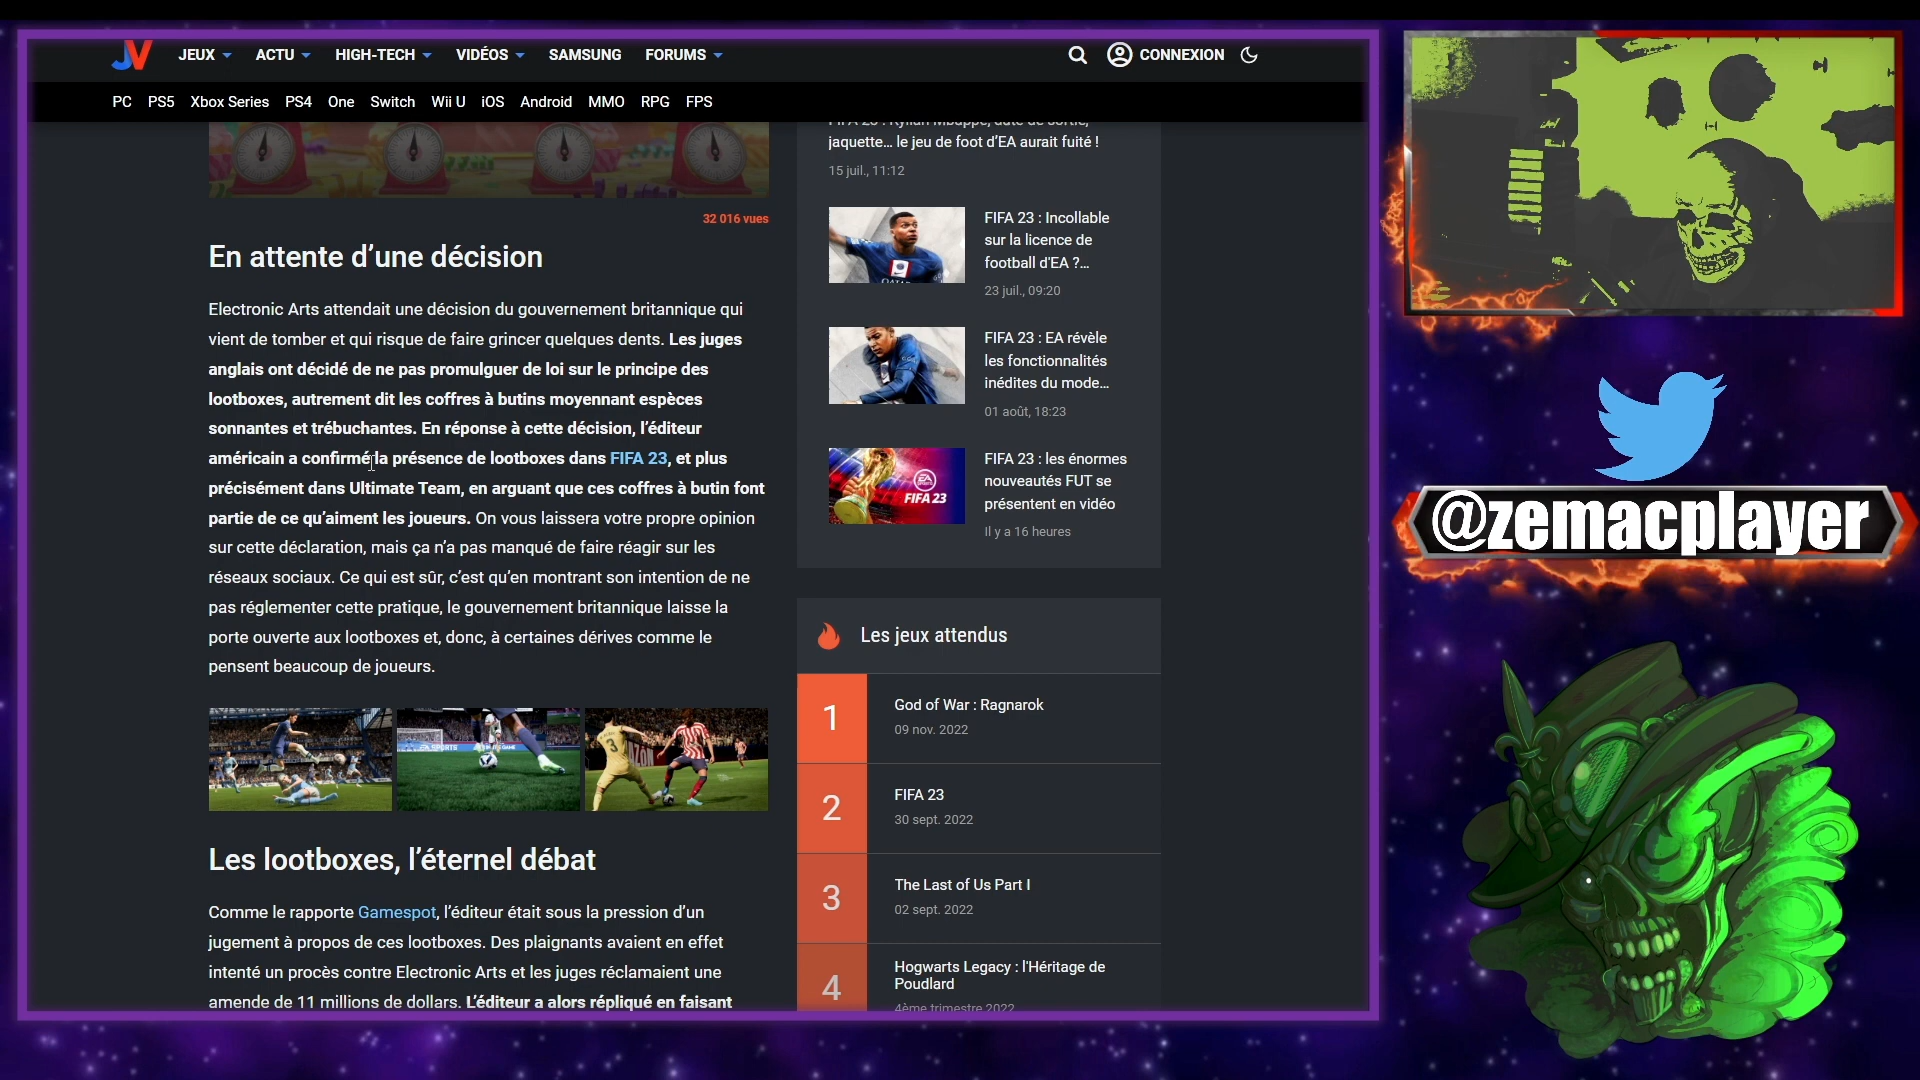 JV
JEUX
ACTU
HIGH-TECH
VIDÉOS
SAMSUNG
FORUMS
CONNEXION
PC PS5 Xbox Series PS4 One Switch Wii U iOS Android MMO RPG FPS
32 016 vues
En attente d’une décision
Electronic Arts attendait une décision du gouvernement britannique qui
vient de tomber et qui risque de faire grincer quelques dents. Les juges
anglais ont décidé de ne pas promulguer de loi sur le principe des
lootboxes, autrement dit les coffres à butins moyennant espèces
sonnantes et trébuchantes. En réponse à cette décision, l’éditeur
américain a confirmé la présence de lootboxes dans FIFA 23, et plus
précisément dans Ultimate Team, en arguant que ces coffres à butin font
partie de ce qu’aiment les joueurs. On vous laissera votre propre opinion
sur cette déclaration, mais ça n’a pas manqué de faire réagir sur les
réseaux sociaux. Ce qui est sûr, c’est qu’en montrant son intention de ne
pas réglementer cette pratique, le gouvernement britannique laisse la
porte ouverte aux lootboxes et, donc, à certaines dérives comme le
pensent beaucoup de joueurs.
Les lootboxes, l’éternel débat
Comme le rapporte Gamespot, l’éditeur était sous la pression d’un
jugement à propos de ces lootboxes. Des plaignants avaient en effet
intenté un procès contre Electronic Arts et les juges réclamaient une
amende de 11 millions de dollars. L’éditeur a alors répliqué en faisant
FIFA 23 : Kylian Mbappé, date de sortie,
jaquette... le jeu de foot d’EA aurait fuité !
15 juil., 11:12
FIFA 23 : Incollable
sur la licence de
football d'EA ?...
23 juil., 09:20
FIFA 23 : EA révèle
les fonctionnalités
inédites du mode...
01 août, 18:23
FIFA 23
FIFA 23 : les énormes
nouveautés FUT se
présentent en vidéo
Il y a 16 heures
Les jeux attendus
1
God of War : Ragnarok
09 nov. 2022
2
FIFA 23
30 sept. 2022
3
The Last of Us Part I
02 sept. 2022
4
Hogwarts Legacy : l'Héritage de
Poudlard
4ème trimestre 2022
@zemacplayer